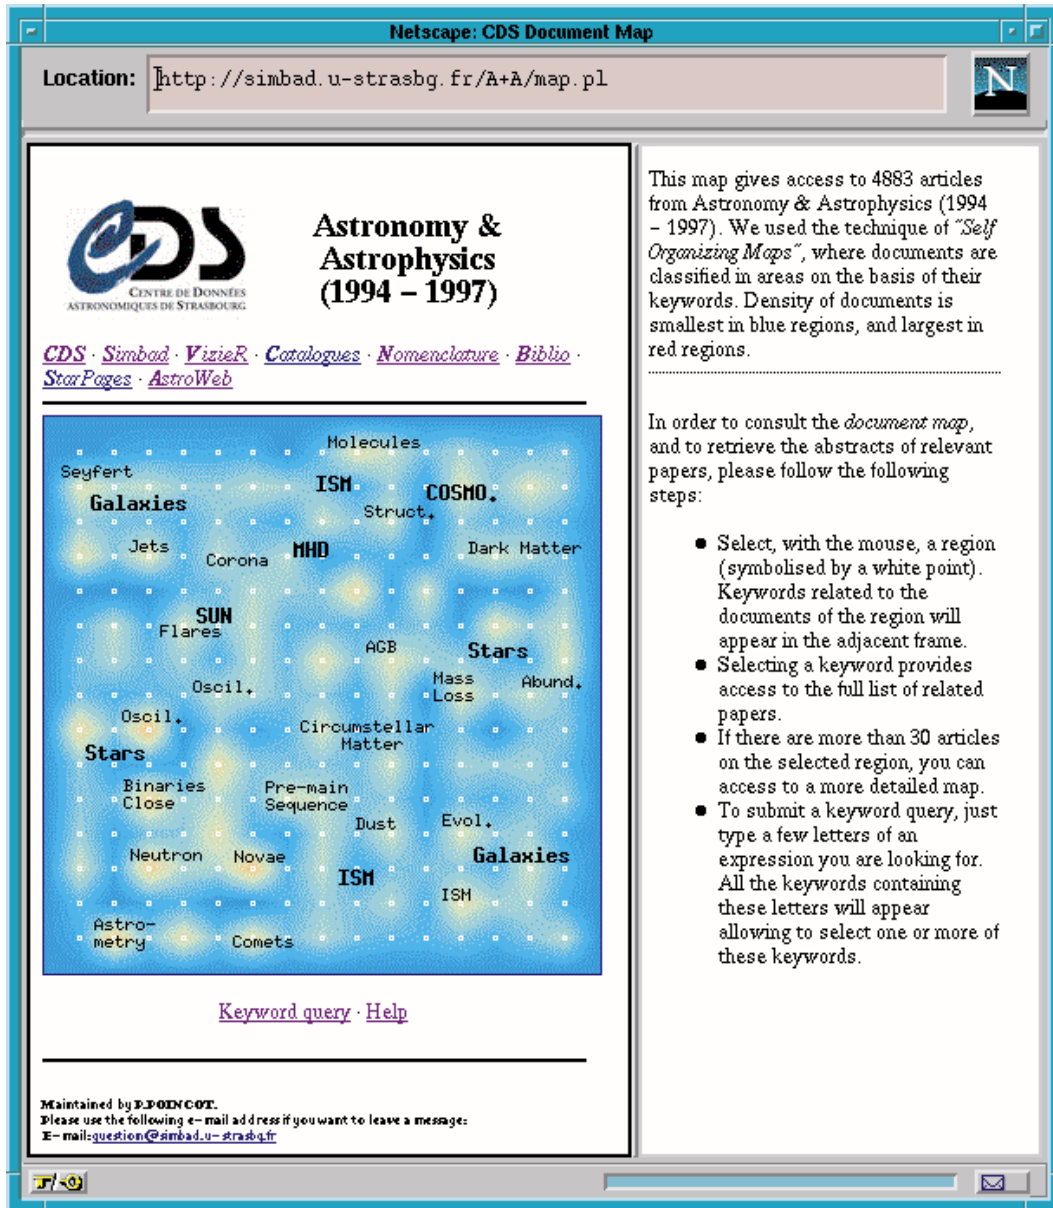 Netscape: CDS Document Map
Location: http://simbad.u-strasbg.fr/A+A/map.pl
N
CDS
CENTRE DE DONNÉES
ASTRONOMIQUES DE STRASBOURG
Astronomy &
Astrophysics
(1994 – 1997)
CDS · Simbad · VizieR · Catalogues · Nomenclature · Biblio ·
StarPages · AstroWeb
Molecules
Seyfert
ISM
COSMO.
Galaxies
Struct.
Jets
MHD
Dark Matter
Corona
SUN
Flares
AGB
Stars
Mass
Loss
Abund.
Oscil.
Oscil.
Circumstellar
Matter
Stars
Binaries
Close
Pre-main
Sequence
Dust
Evol.
Neutron
Novae
Galaxies
ISM
ISM
Astro-
metry
Comets
Keyword query · Help
Maintained by P.POINCOT.
Please use the following e-mail address if you want to leave a message:
E-mail:question@simbad.u-strasbg.fr
This map gives access to 4883 articles
from Astronomy & Astrophysics (1994
– 1997). We used the technique of "Self
Organizing Maps", where documents are
classified in areas on the basis of their
keywords. Density of documents is
smallest in blue regions, and largest in
red regions.
In order to consult the document map,
and to retrieve the abstracts of relevant
papers, please follow the following
steps:
● Select, with the mouse, a region
(symbolised by a white point).
Keywords related to the
documents of the region will
appear in the adjacent frame.
● Selecting a keyword provides
access to the full list of related
papers.
● If there are more than 30 articles
on the selected region, you can
access to a more detailed map.
● To submit a keyword query, just
type a few letters of an
expression you are looking for.
All the keywords containing
these letters will appear
allowing to select one or more of
these keywords.